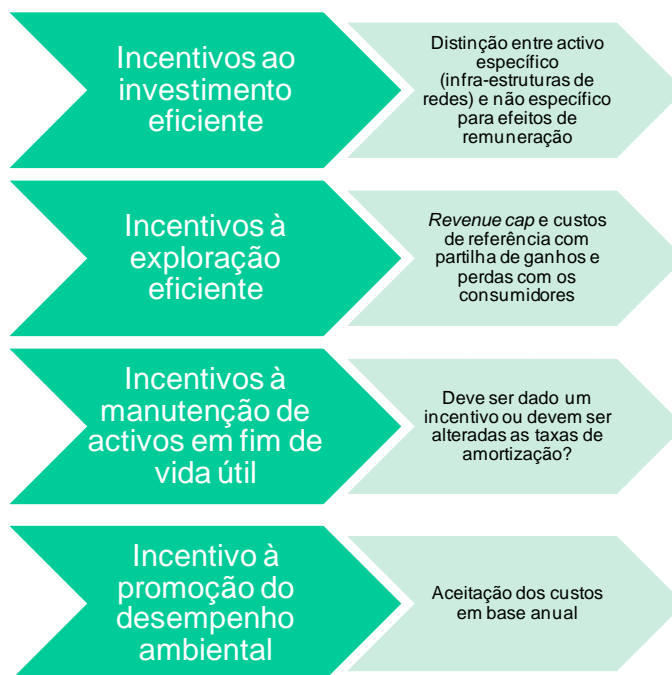 Incentivos ao
investimento
eficiente
Distinção entre activo
específico
(infra-estruturas de
redes) e não específico
para efeitos de
remuneração
Incentivos à
exploração
eficiente
Revenue cap e custos
de referência com
partilha de ganhos e
perdas com os
consumidores
Incentivos à
manutenção de
activos em fim de
vida útil
Deve ser dado um
incentivo ou devem ser
alteradas as taxas de
amortização?
Incentivo à
promoção do
desempenho
ambiental
Aceitação dos custos
em base anual